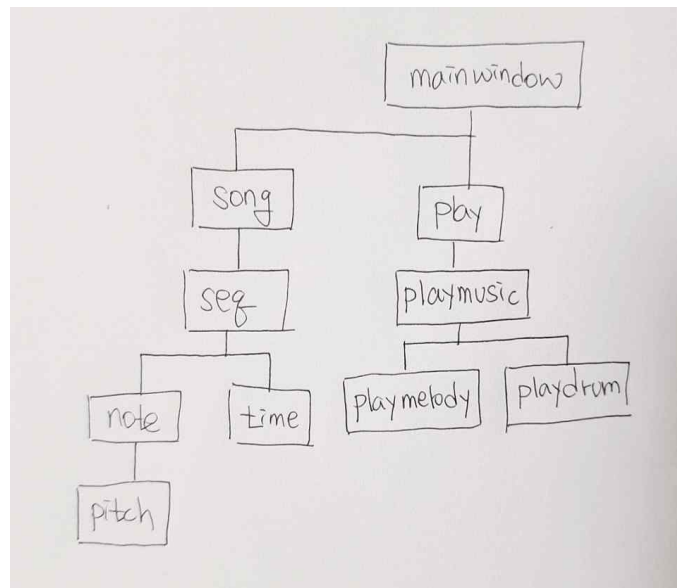 mainwindow
song
play
seq
playmusic
note
time
playmelody
playdrum
pitch